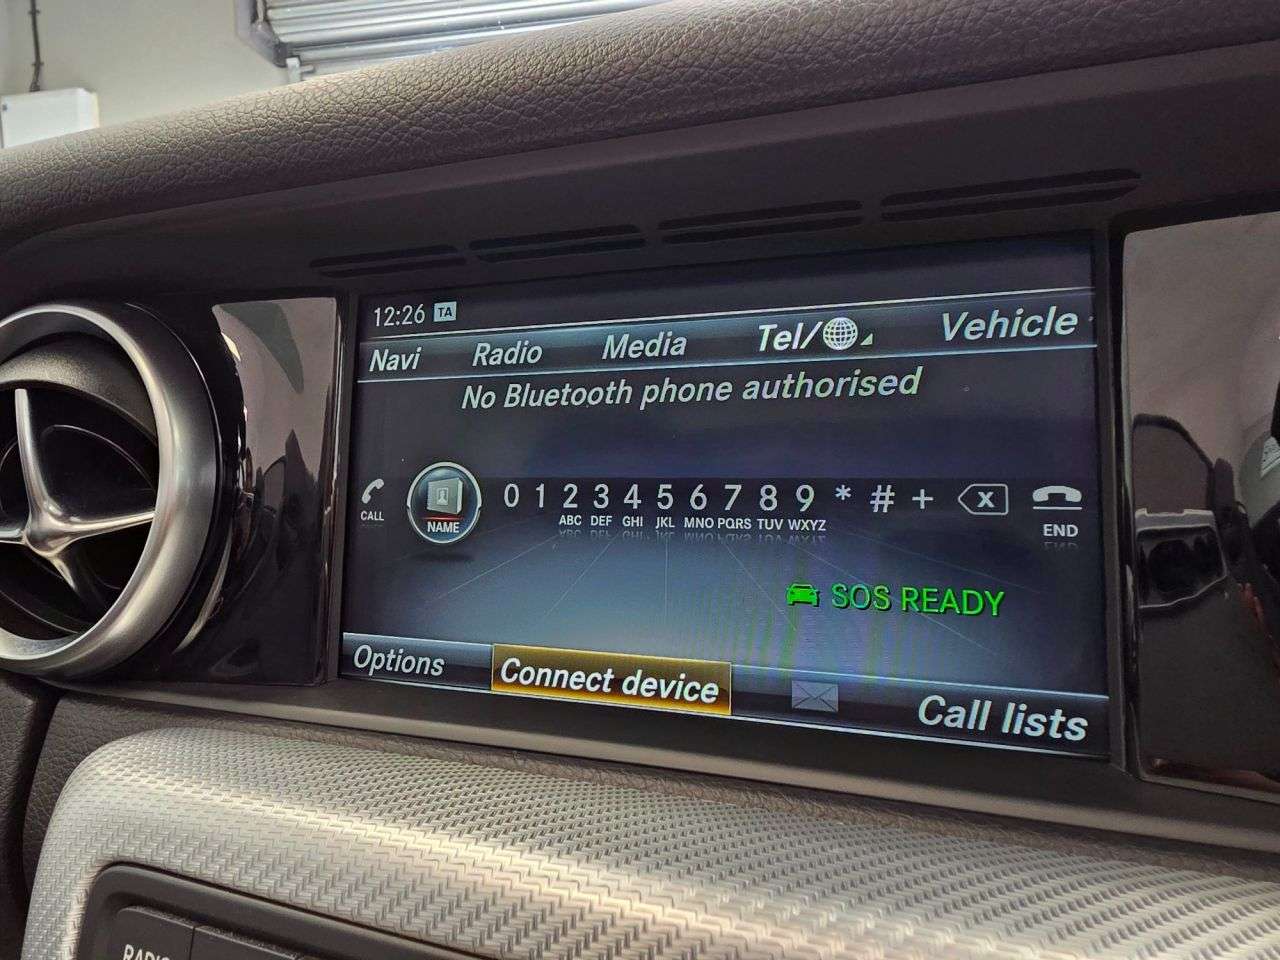 12:26 TA
Navi Radio Media Tel/ Vehicle
No Bluetooth phone authorised
0 1 2 3 4 5 6 7 8 9 * # + X
CALL NAME ABC DEF GHI JKL MNO PQRS TUV WXYZ END
SOS READY
Options Connect device Call lists
RADIO